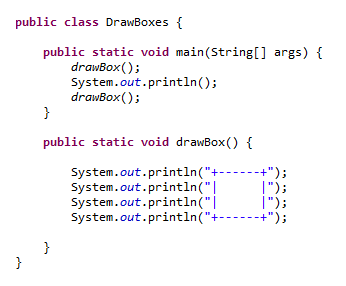 public class DrawBoxes {
    public static void main(String[] args) {
        drawBox();
        System.out.println();
        drawBox();
    }
    public static void drawBox() {
        System.out.println("+------+");
        System.out.println("|      |");
        System.out.println("|      |");
        System.out.println("+------+");
    }
}